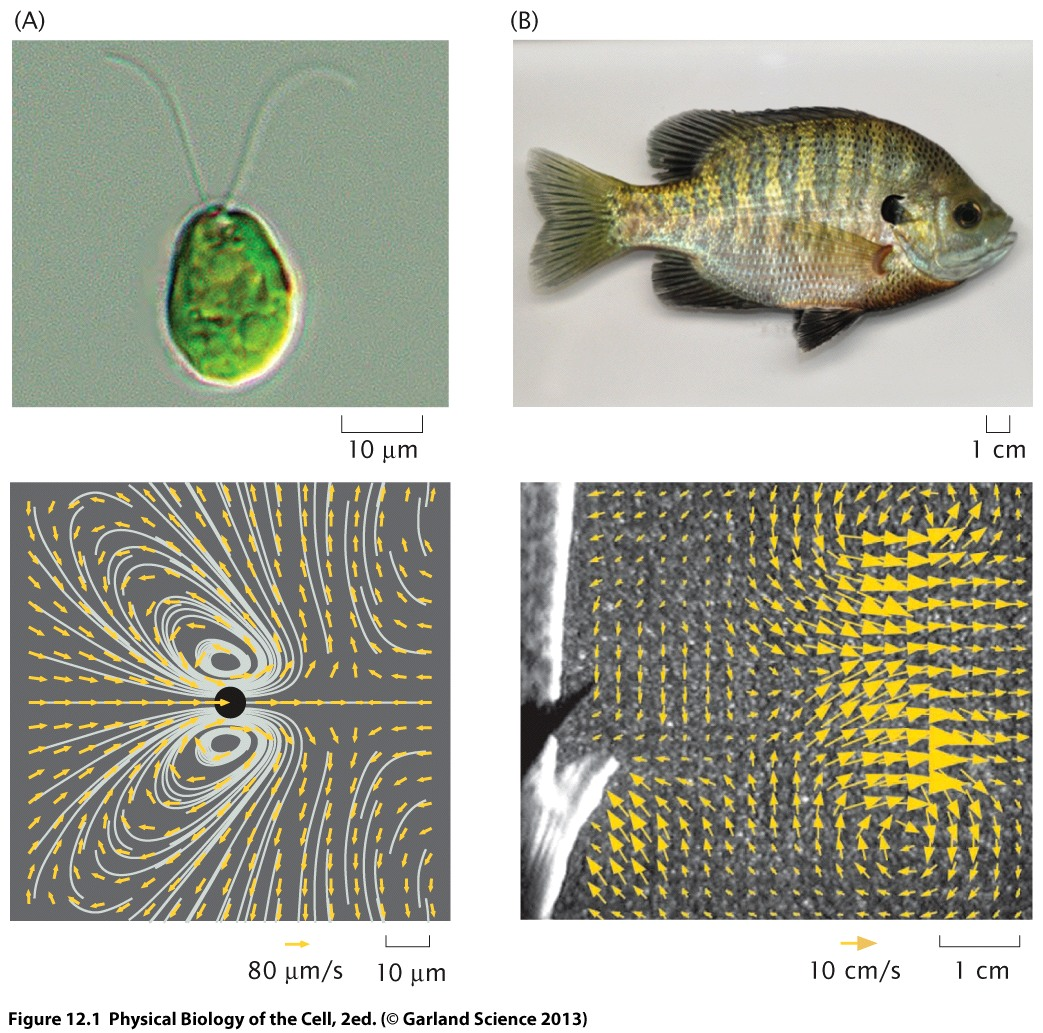 (A)
(B)
10 μm
1 cm
80 μm/s
10 μm
10 cm/s
1 cm
Figure 12.1 Physical Biology of the Cell, 2ed. (© Garland Science 2013)